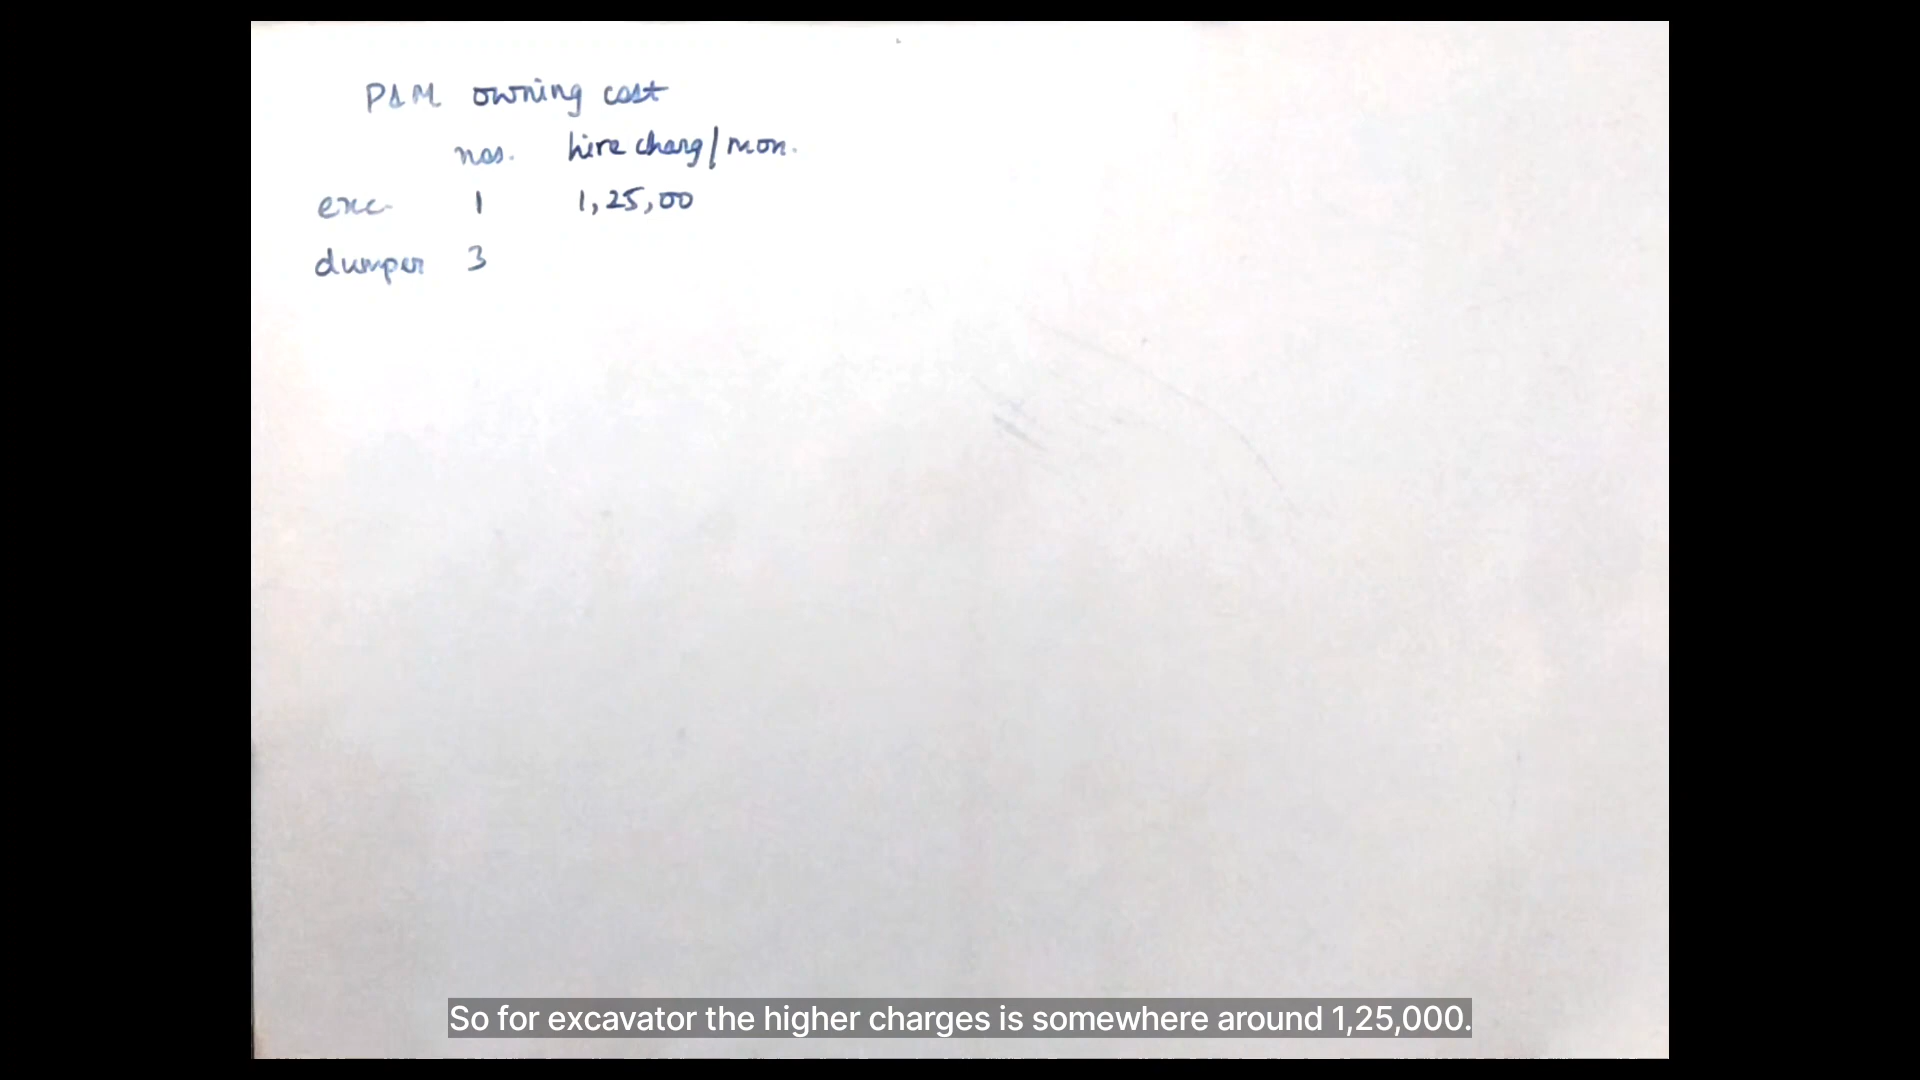 P&M owning cost
nos. hire charg/mon.
exc. 1 1,25,00
dumper 3
So for excavator the higher charges is somewhere around 1,25,000.